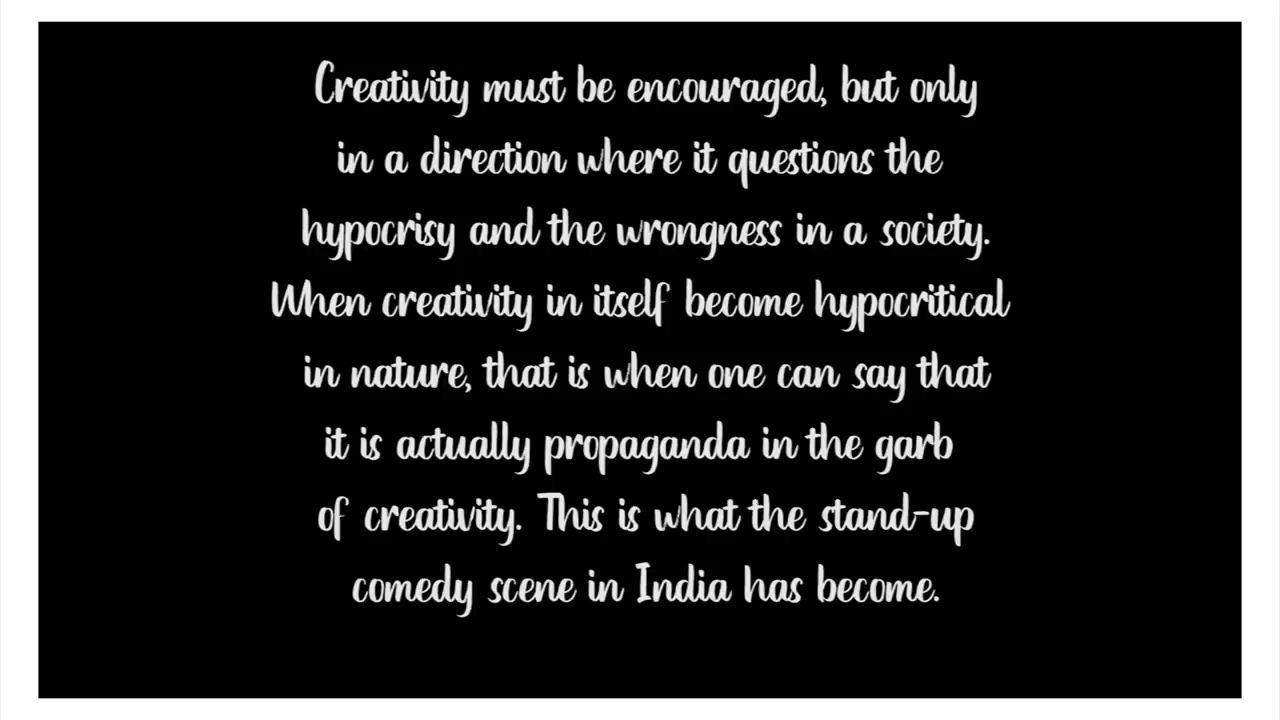 Creativity must be encouraged, but only
in a direction where it questions the
hypocrisy and the wrongness in a society.
When creativity in itself become hypocritical
in nature, that is when one can say that
it is actually propaganda in the garb
of creativity. This is what the stand-up
comedy scene in India has become.